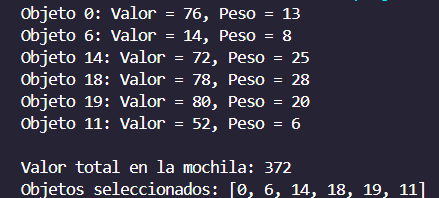 Objeto 0: Valor = 76, Peso = 13
Objeto 6: Valor = 14, Peso = 8
Objeto 14: Valor = 72, Peso = 25
Objeto 18: Valor = 78, Peso = 28
Objeto 19: Valor = 80, Peso = 20
Objeto 11: Valor = 52, Peso = 6
Valor total en la mochila: 372
Objetos seleccionados: [0, 6, 14, 18, 19, 11]